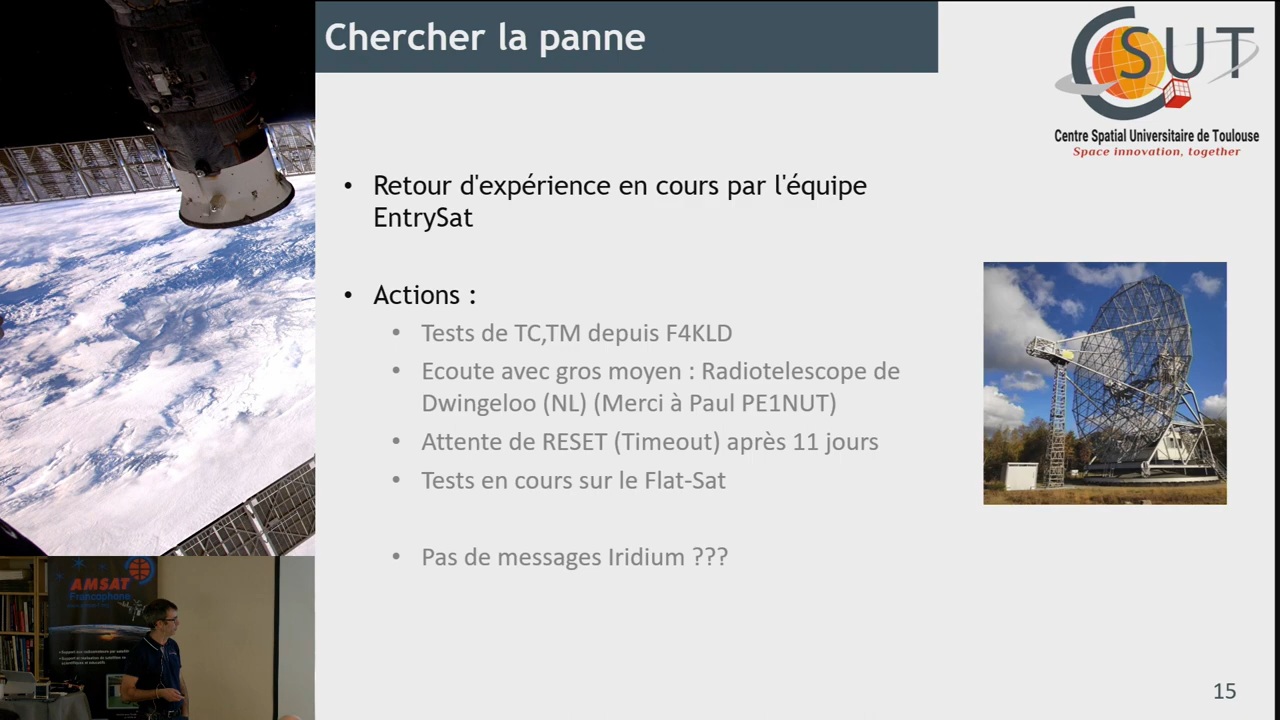 Chercher la panne
CSUT
Centre Spatial Universitaire de Toulouse
Space innovation, together
• Retour d'expérience en cours par l'équipe
EntrySat
• Actions :
• Tests de TC,TM depuis F4KLD
• Ecoute avec gros moyen : Radiotelescope de
Dwingeloo (NL) (Merci à Paul PE1NUT)
• Attente de RESET (Timeout) après 11 jours
• Tests en cours sur le Flat-Sat
• Pas de messages Iridium ???
AMSAT
Francophone
15